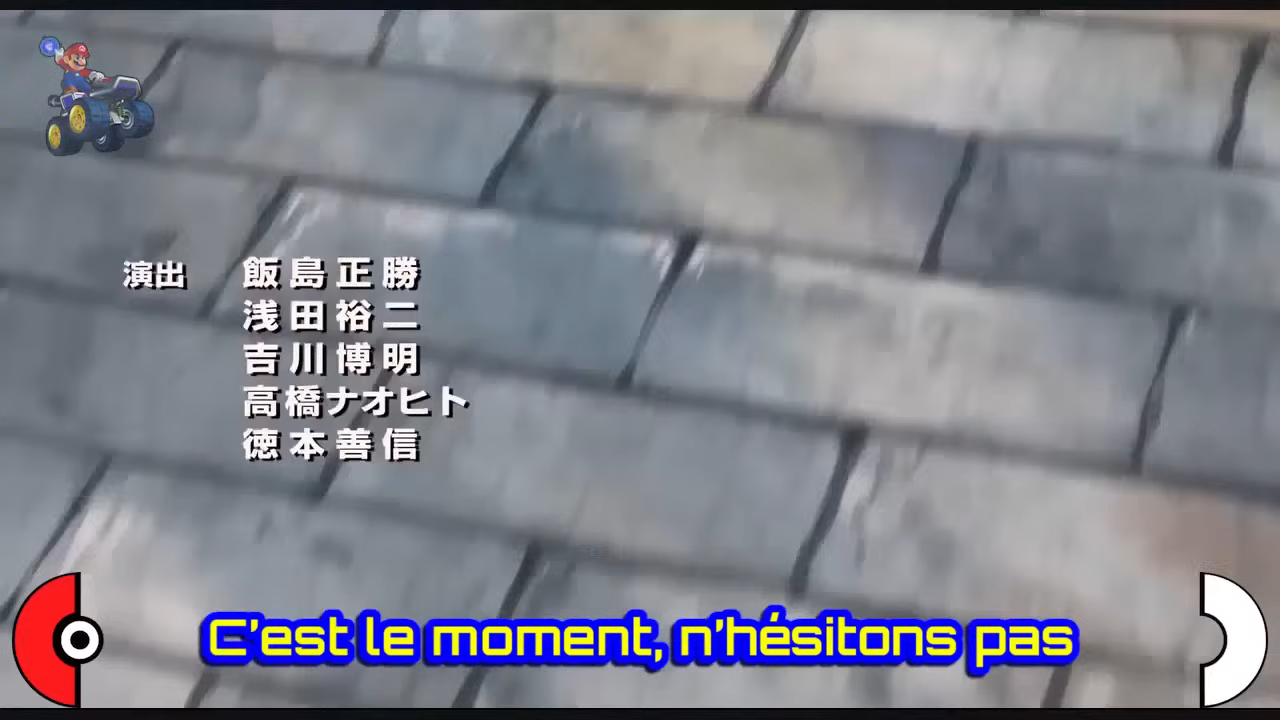 演出 飯島正勝
浅田裕二
吉川博明
高橋ナオヒト
徳本善信
C'est le moment, n'hésitons pas